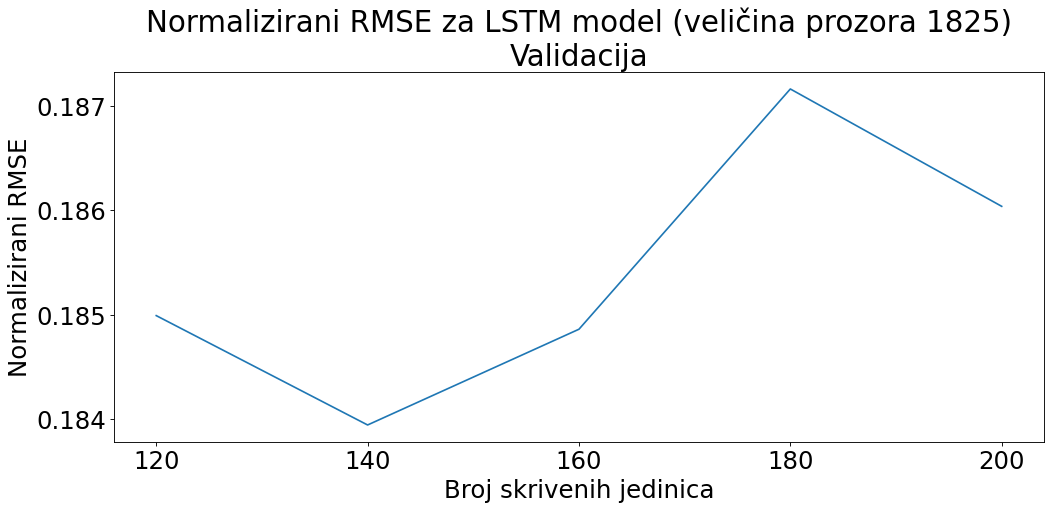 Normalizirani RMSE za LSTM model (veličina prozora 1825)
Validacija
Normalizirani RMSE
0.187
0.186
0.185
0.184
120 140 160 180 200
Broj skrivenih jedinica